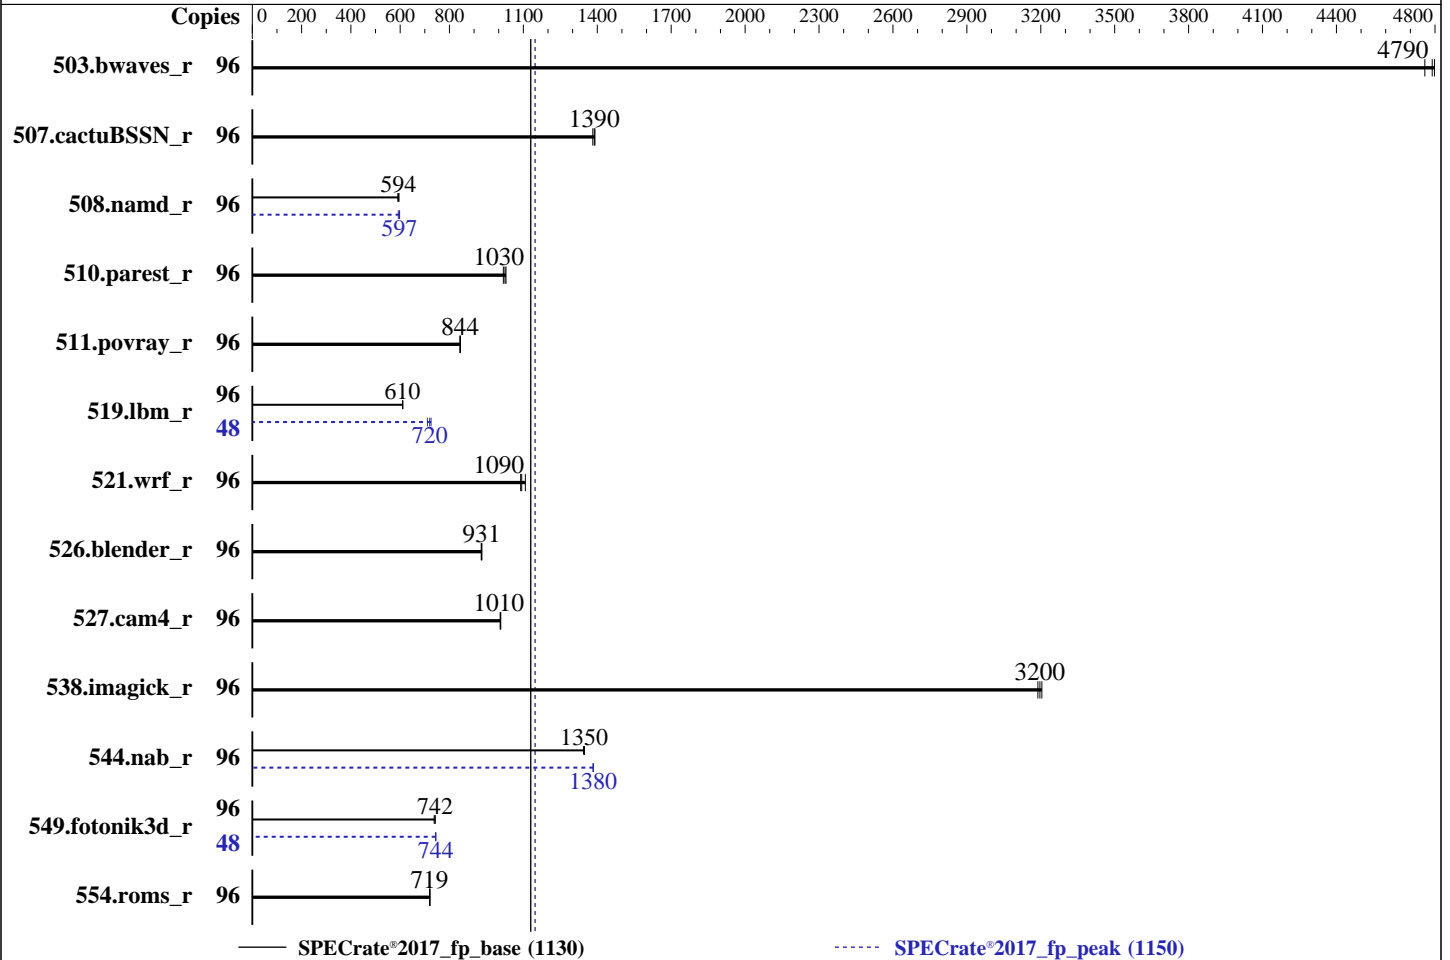 Copies 0 200 400 600 800 1100 1400 1700 2000 2300 2600 2900 3200 3500 3800 4100 4400 4800
503.bwaves_r 96 4790
507.cactuBSSN_r 96 1390
508.namd_r 96 594
597
510.parest_r 96 1030
511.povray_r 96 844
519.lbm_r 96 610
48 720
521.wrf_r 96 1090
526.blender_r 96 931
527.cam4_r 96 1010
538.imagick_r 96 3200
544.nab_r 96 1350
1380
549.fotonik3d_r 96 742
48 744
554.roms_r 96 719
SPECrate®2017_fp_base (1130) SPECrate®2017_fp_peak (1150)